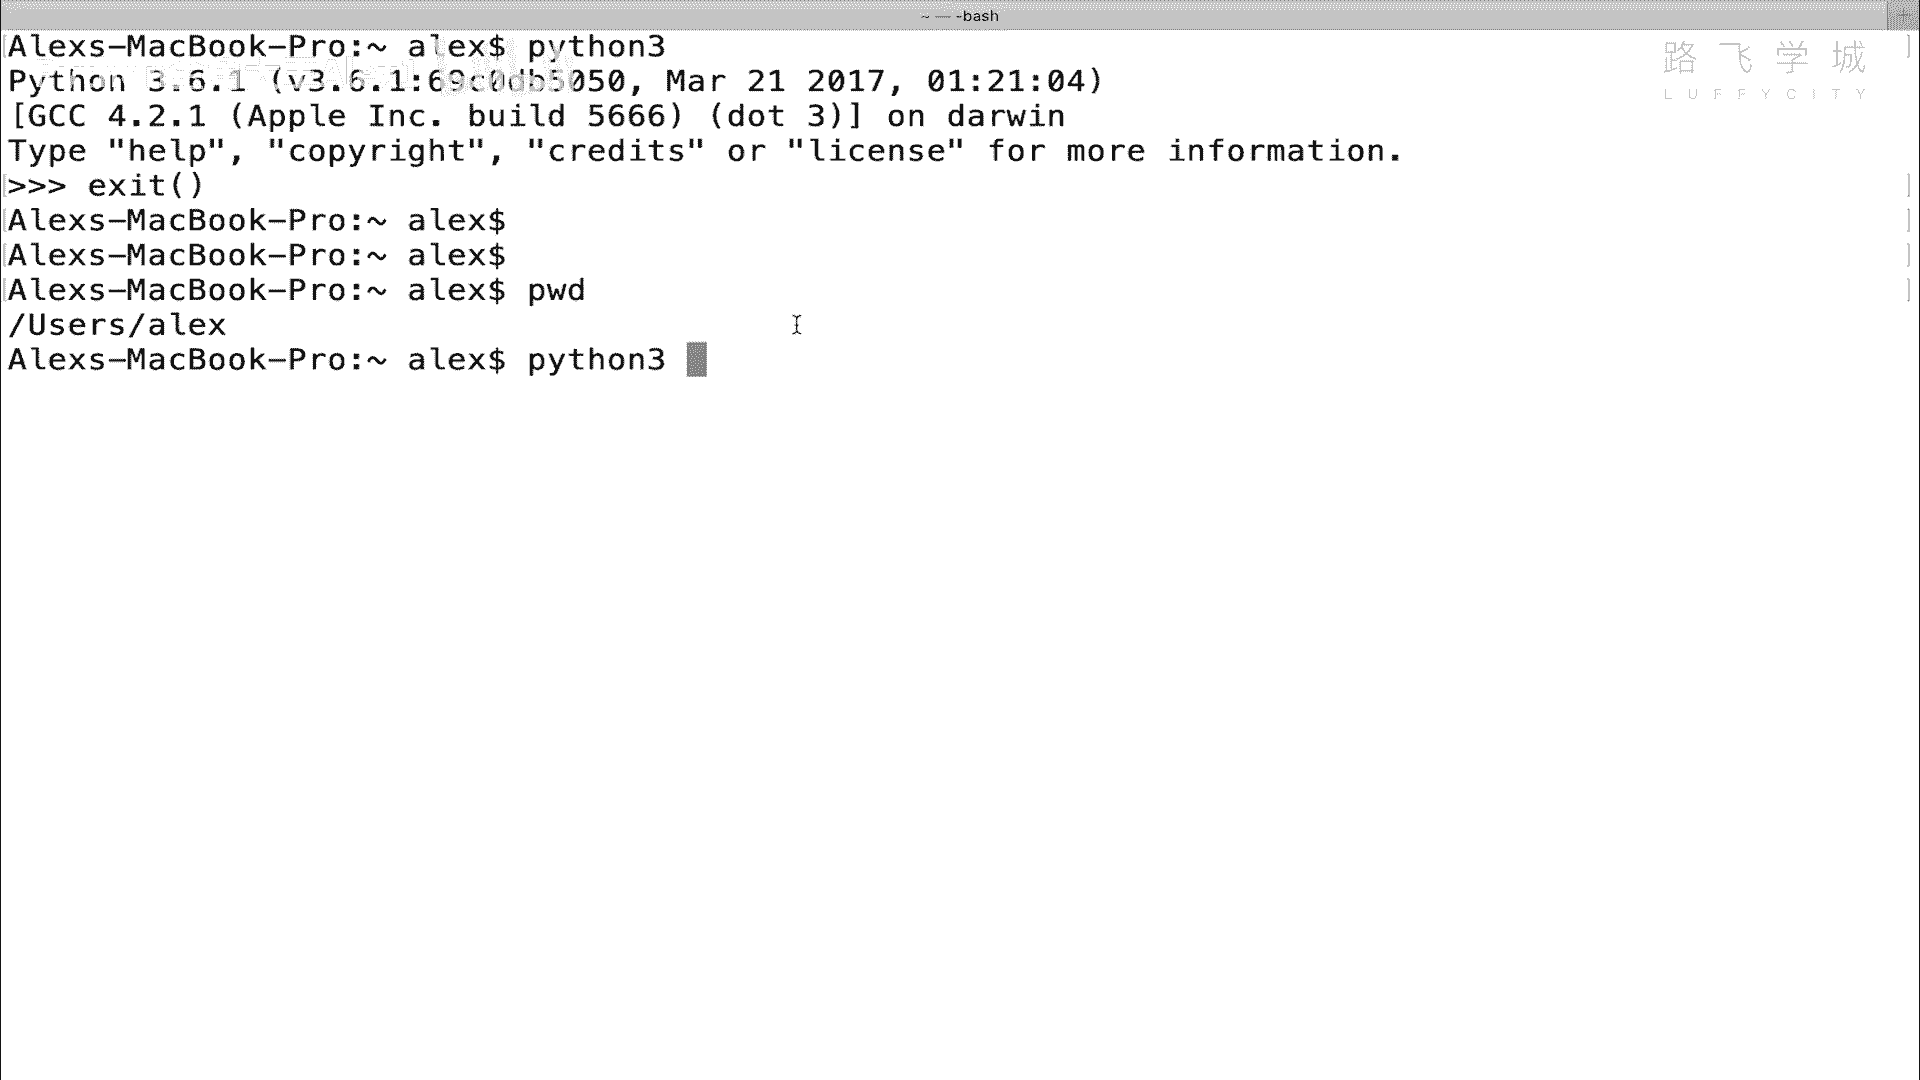 ~ — -bash
Alexs-MacBook-Pro:~ alex$ python3
Python 3.6.1 (v3.6.1:69c0db5050, Mar 21 2017, 01:21:04)
[GCC 4.2.1 (Apple Inc. build 5666) (dot 3)] on darwin
Type "help", "copyright", "credits" or "license" for more information.
>>> exit()
Alexs-MacBook-Pro:~ alex$
Alexs-MacBook-Pro:~ alex$
Alexs-MacBook-Pro:~ alex$ pwd
/Users/alex
Alexs-MacBook-Pro:~ alex$ python3
路飞学城
LUFFYCITY